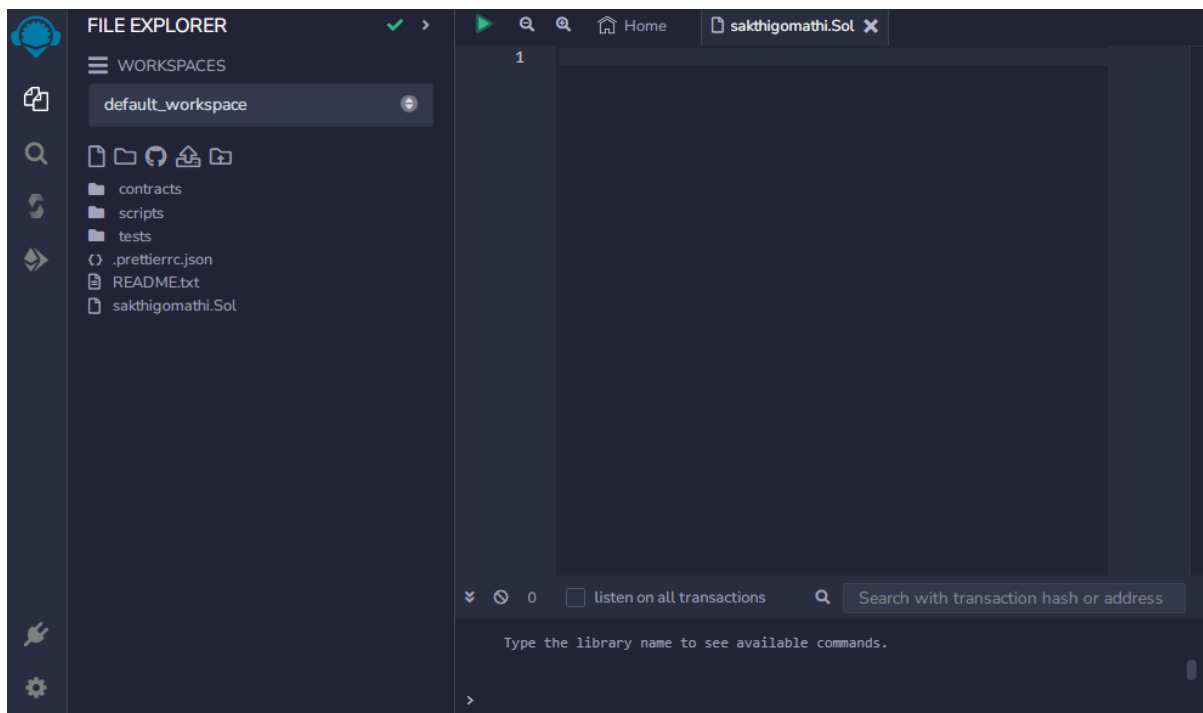 FILE EXPLORER
WORKSPACES
default_workspace
contracts
scripts
tests
{} .prettierrc.json
README.txt
sakthigomathi.Sol
Home
sakthigomathi.Sol
1
0
listen on all transactions
Search with transaction hash or address
Type the library name to see available commands.
>